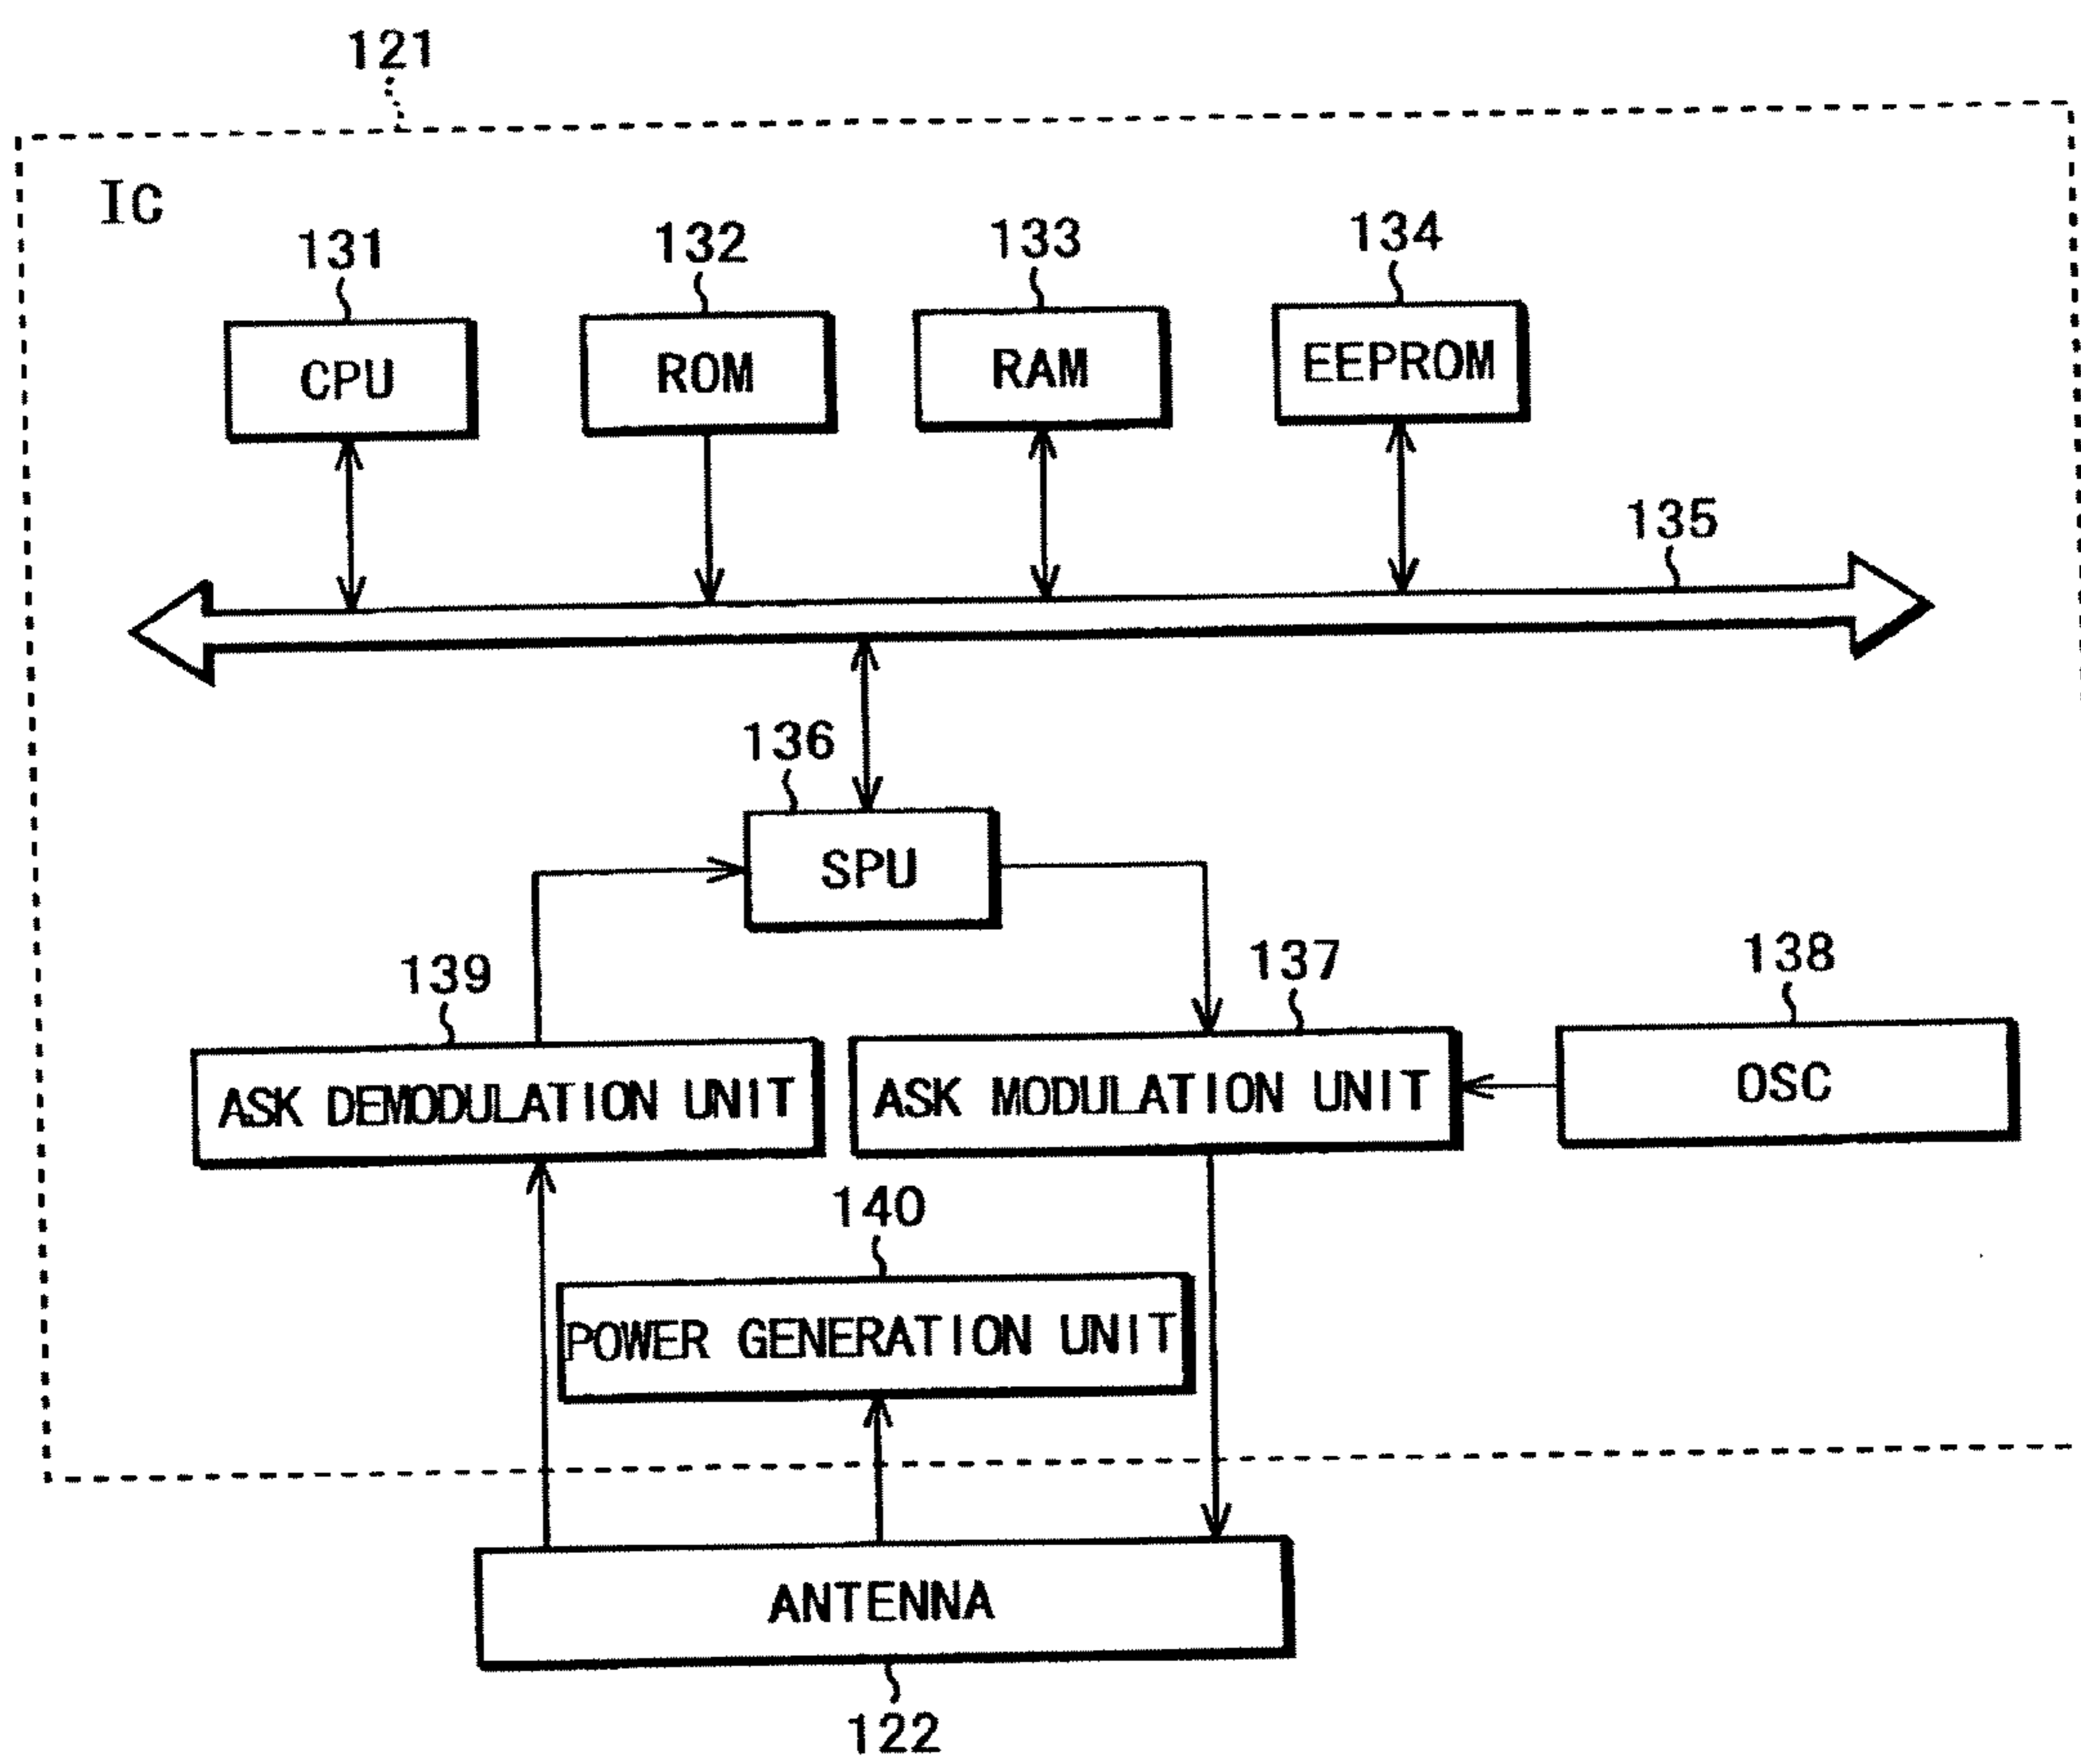 121
IC
131
132
133
134
CPU
ROM
RAM
EEPROM
135
136
SPU
139
137
138
ASK DEMODULATION UNIT
ASK MODULATION UNIT
OSC
140
POWER GENERATION UNIT
ANTENNA
122